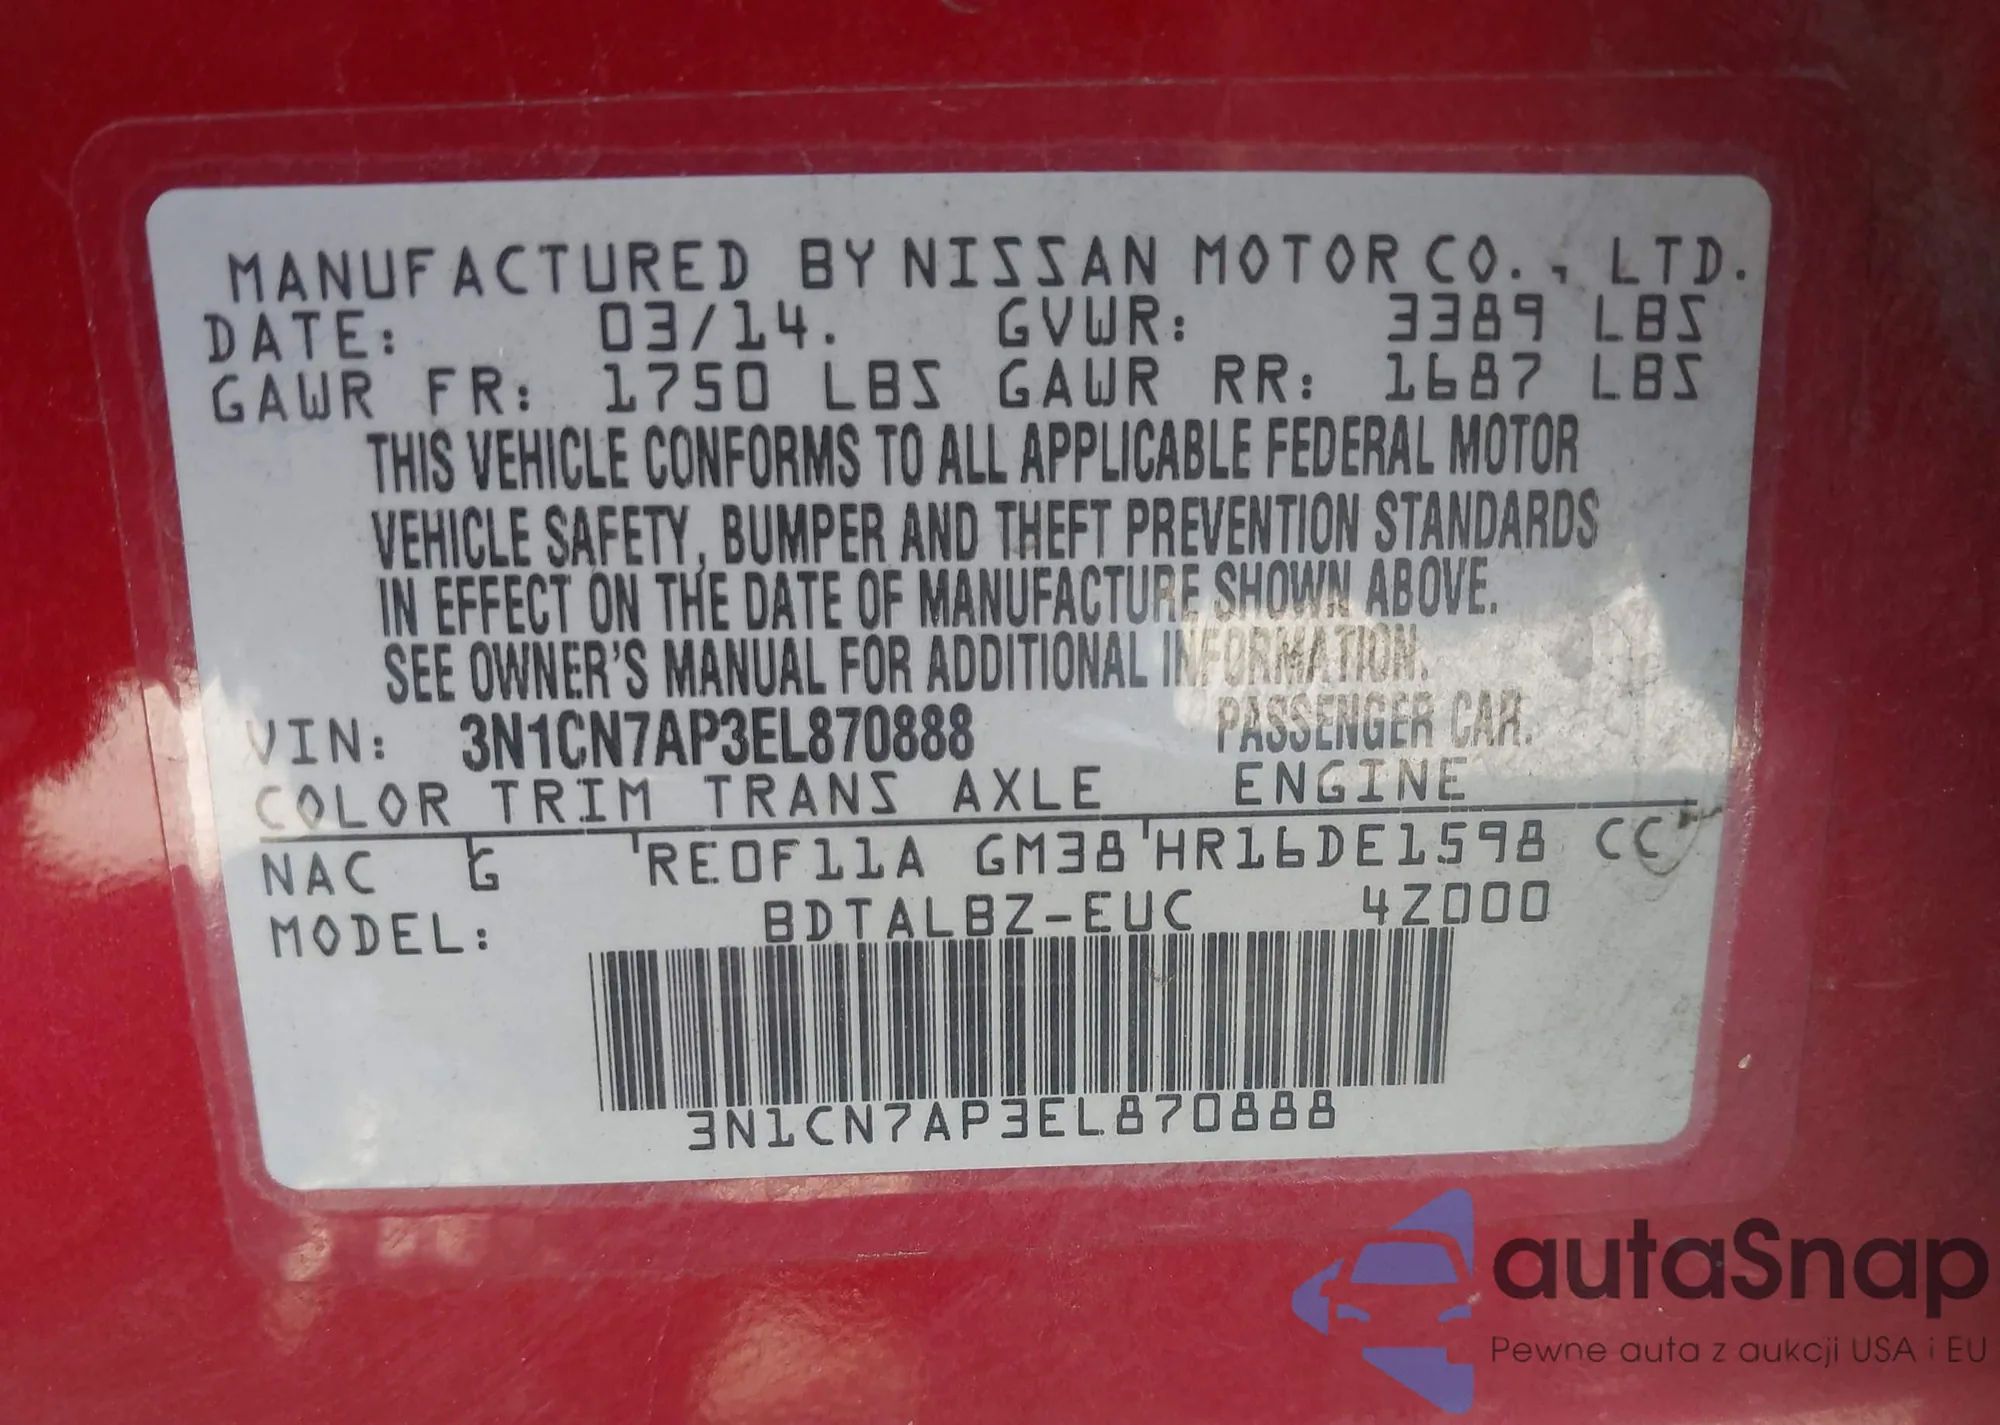 MANUFACTURED BY NISSAN MOTOR CO., LTD.
DATE: 03/14. GVWR: 3389 LBS
GAWR FR: 1750 LBS GAWR RR: 1687 LBS
THIS VEHICLE CONFORMS TO ALL APPLICABLE FEDERAL MOTOR
VEHICLE SAFETY, BUMPER AND THEFT PREVENTION STANDARDS
IN EFFECT ON THE DATE OF MANUFACTURE SHOWN ABOVE.
SEE OWNER'S MANUAL FOR ADDITIONAL INFORMATION.
VIN: 3N1CN7AP3EL870888 PASSENGER CAR.
COLOR TRIM TRANS AXLE ENGINE
NAC G RE0F11A GM38 HR16DE1598 CC
MODEL: BDTALBZ-EUC 4Z000
3N1CN7AP3EL870888
autaSnap
Pewne auta z aukcji USA i EU